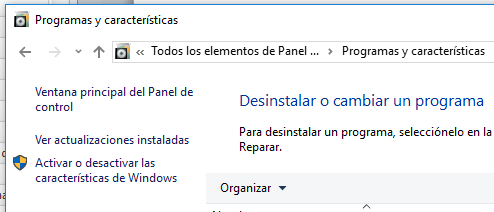 Programas y características
Todos los elementos de Panel ... Programas y características
Ventana principal del Panel de
control
Desinstalar o cambiar un programa
Ver actualizaciones instaladas
Para desinstalar un programa, selecciónelo en la
Reparar.
Activar o desactivar las
características de Windows
Organizar